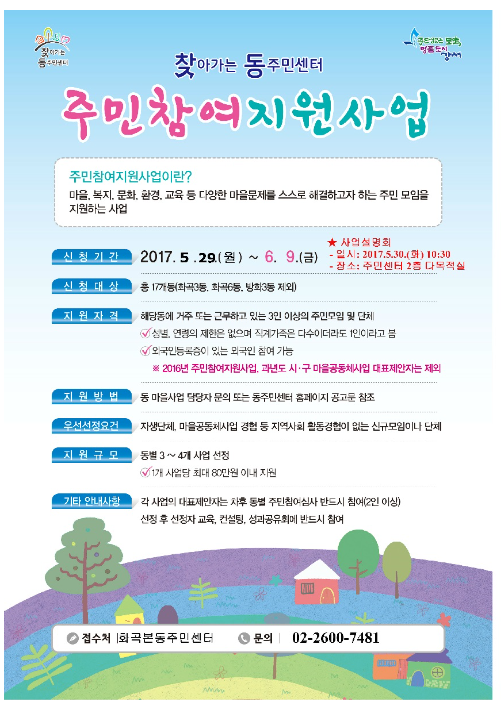 찾아가는
동주민센터
찾아가는 동주민센터
주민참여지원사업
주민참여지원사업이란?
마을, 복지, 문화, 환경, 교육 등 다양한 마을문제를 스스로 해결하고자 하는 주민 모임을
지원하는 사업
신청기간 2017. 5 .29.(월) ~ 6. 9.(금)
★ 사업설명회
- 일시: 2017.5.30.(화) 10:30
- 장소: 주민센터 2층 다목적실
신청대상 총 17개동(화곡3동, 화곡6동, 방화3동 제외)
지원자격 해당동에 거주 또는 근무하고 있는 3인 이상의 주민모임 및 단체
성별, 연령의 제한은 없으며 직계가족은 다수이더라도 1인이라고 봄
외국인등록증이 있는 외국인 참여 가능
※ 2016년 주민참여지원사업, 과년도 시·구 마을공동체사업 대표제안자는 제외
지원방법 동 마을사업 담당자 문의 또는 동주민센터 홈페이지 공고문 참조
우선선정요건 자생단체, 마을공동체사업 경험 등 지역사회 활동경험이 없는 신규모임이나 단체
지원규모 동별 3 ~ 4개 사업 선정
1개 사업당 최대 80만원 이내 지원
기타 안내사항 각 사업의 대표제안자는 차후 동별 주민참여심사 반드시 참여(2인 이상)
선정 후 선정자 교육, 컨설팅, 성과공유회에 반드시 참여
접수처 | 화곡본동주민센터 문의 | 02-2600-7481